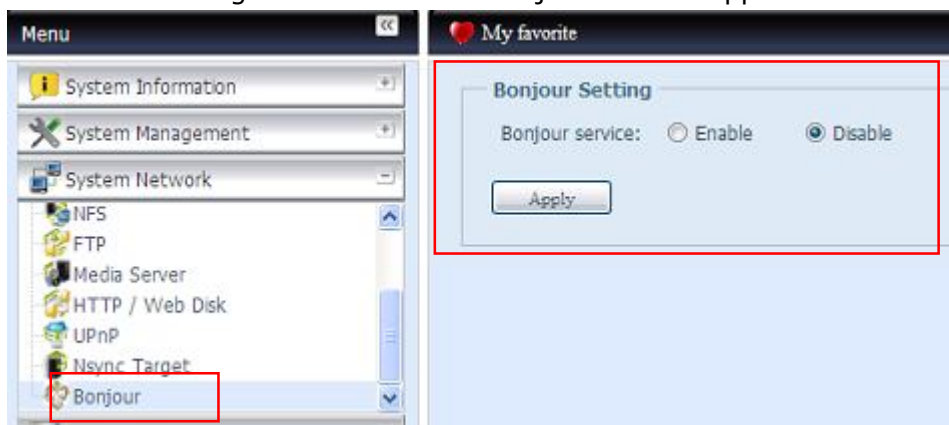 Menu
System Information
System Management
System Network
NFS
FTP
Media Server
HTTP / Web Disk
UPnP
Nsync Target
Bonjour
My favorite
Bonjour Setting
Bonjour service: Enable Disable
Apply